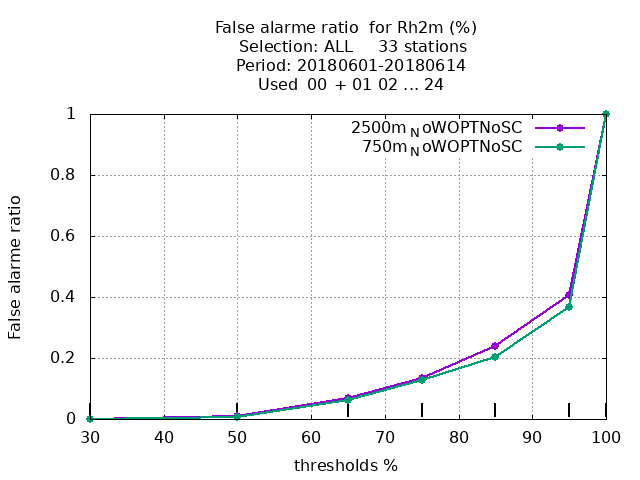 False alarme ratio  for Rh2m (%)
Selection: ALL     33 stations
Period: 20180601-20180614
Used  00  + 01 02 ... 24
2500m_NoWOPTNoSC
750m_NoWOPTNoSC
False alarme ratio
1
0.8
0.6
0.4
0.2
0
30 40 50 60 70 80 90 100
thresholds %